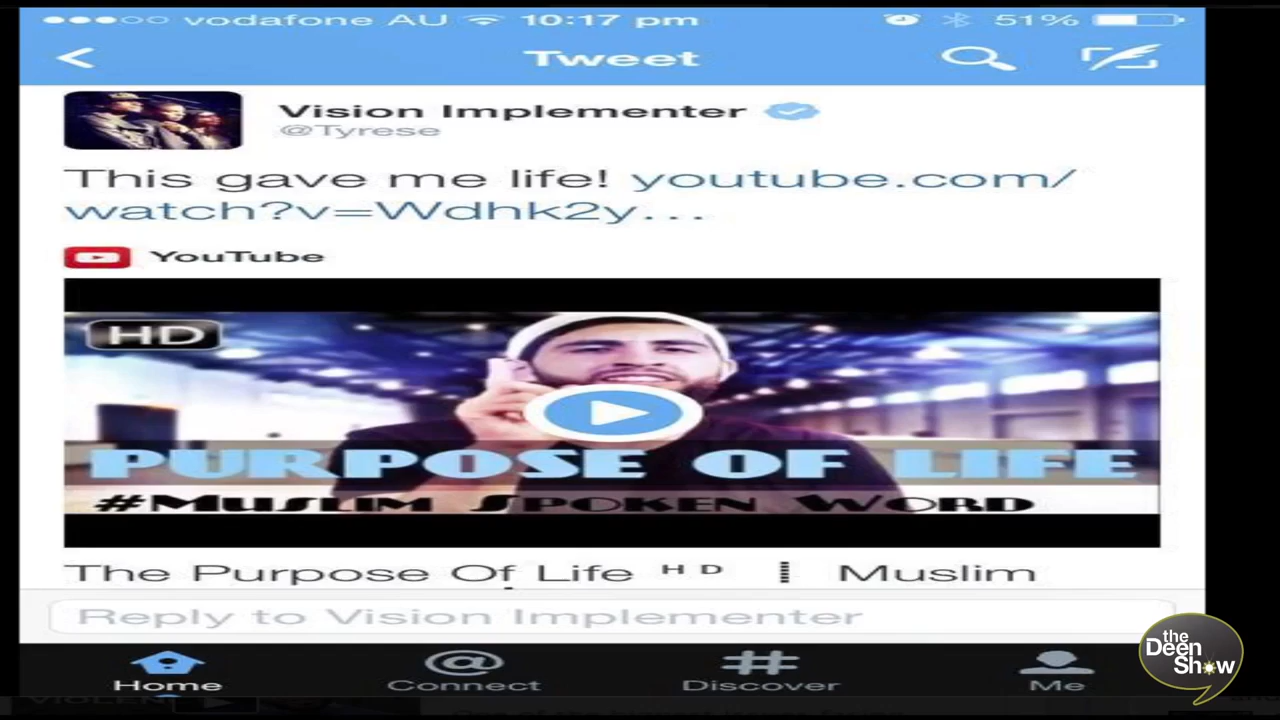 vodafone AU 10:17 pm 51%
Tweet
Vision Implementer
@Tyrese
This gave me life! youtube.com/
watch?v=Wdhk2y...
YouTube
HD
PURPOSE OF LIFE
#MUSLIM SPOKEN WORD
The Purpose Of Life ᴴᴰ ┇ Muslim
Reply to Vision Implementer
Home Connect Discover Me
the
Deen
Show